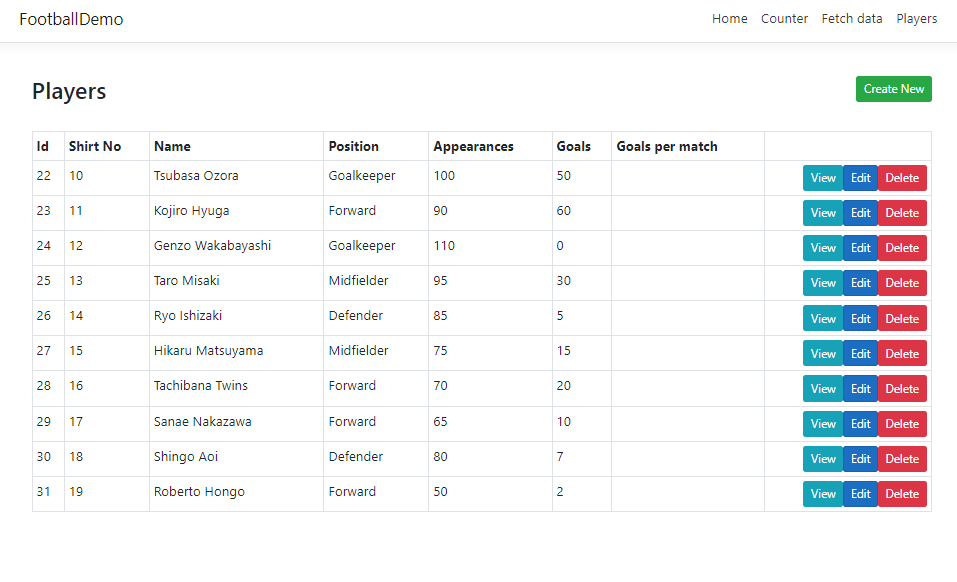 FootballDemo Home Counter Fetch data Players
Players Create New
Id Shirt No Name Position Appearances Goals Goals per match
22 10 Tsubasa Ozora Goalkeeper 100 50 View Edit Delete
23 11 Kojiro Hyuga Forward 90 60 View Edit Delete
24 12 Genzo Wakabayashi Goalkeeper 110 0 View Edit Delete
25 13 Taro Misaki Midfielder 95 30 View Edit Delete
26 14 Ryo Ishizaki Defender 85 5 View Edit Delete
27 15 Hikaru Matsuyama Midfielder 75 15 View Edit Delete
28 16 Tachibana Twins Forward 70 20 View Edit Delete
29 17 Sanae Nakazawa Forward 65 10 View Edit Delete
30 18 Shingo Aoi Defender 80 7 View Edit Delete
31 19 Roberto Hongo Forward 50 2 View Edit Delete